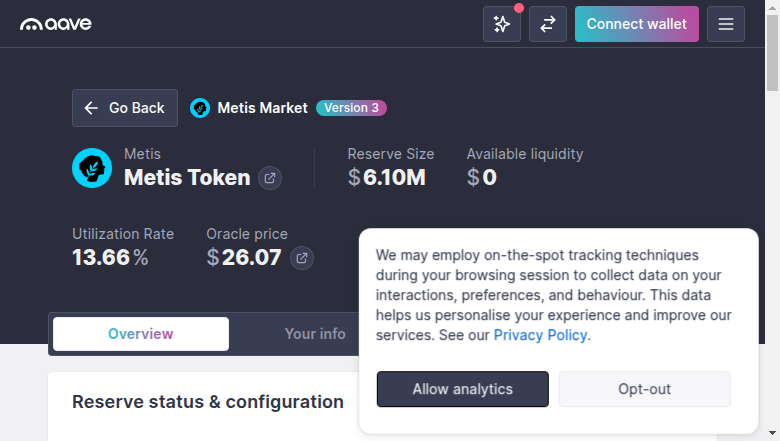 aave
Connect wallet
Go Back
Metis Market
Version 3
Metis
Metis Token
Reserve Size
$6.10M
Available liquidity
$0
Utilization Rate
13.66%
Oracle price
$26.07
Overview
Your info
Reserve status & configuration
We may employ on-the-spot tracking techniques
during your browsing session to collect data on your
interactions, preferences, and behaviour. This data
helps us personalise your experience and improve our
services. See our Privacy Policy.
Allow analytics
Opt-out